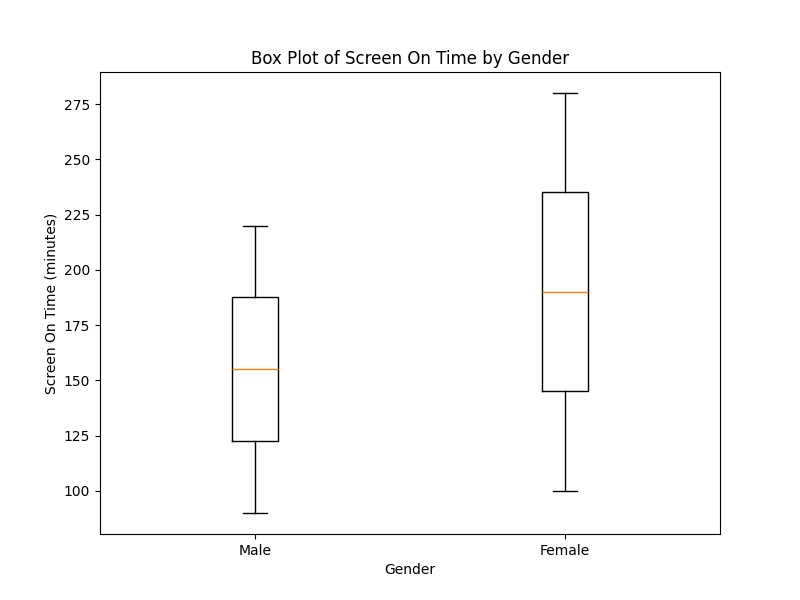 Box Plot of Screen On Time by Gender
Screen On Time (minutes)
275
250
225
200
175
150
125
100
Male
Female
Gender